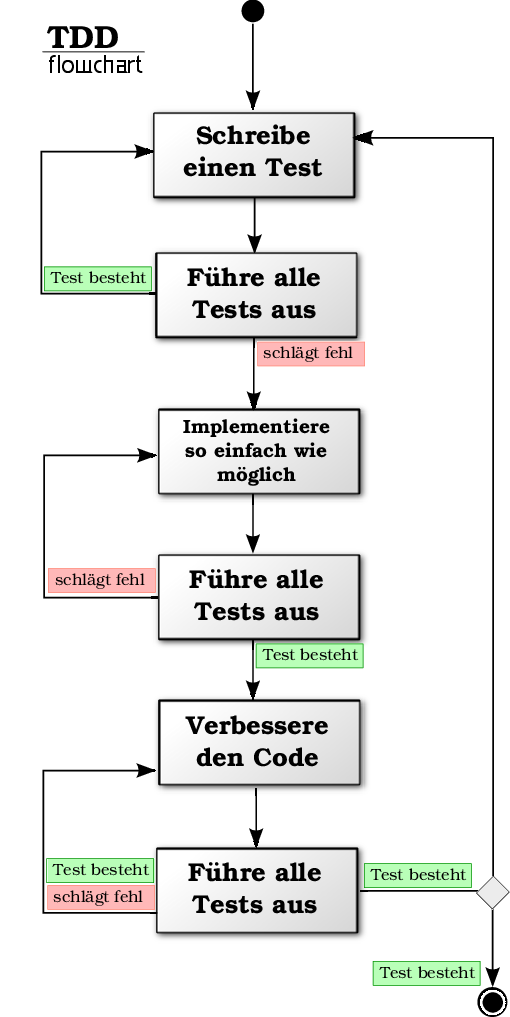 TDD
flowchart
Schreibe
einen Test
Test besteht
Führe alle
Tests aus
schlägt fehl
Implementiere
so einfach wie
möglich
schlägt fehl
Führe alle
Tests aus
Test besteht
Verbessere
den Code
Test besteht
schlägt fehl
Führe alle
Tests aus
Test besteht
Test besteht